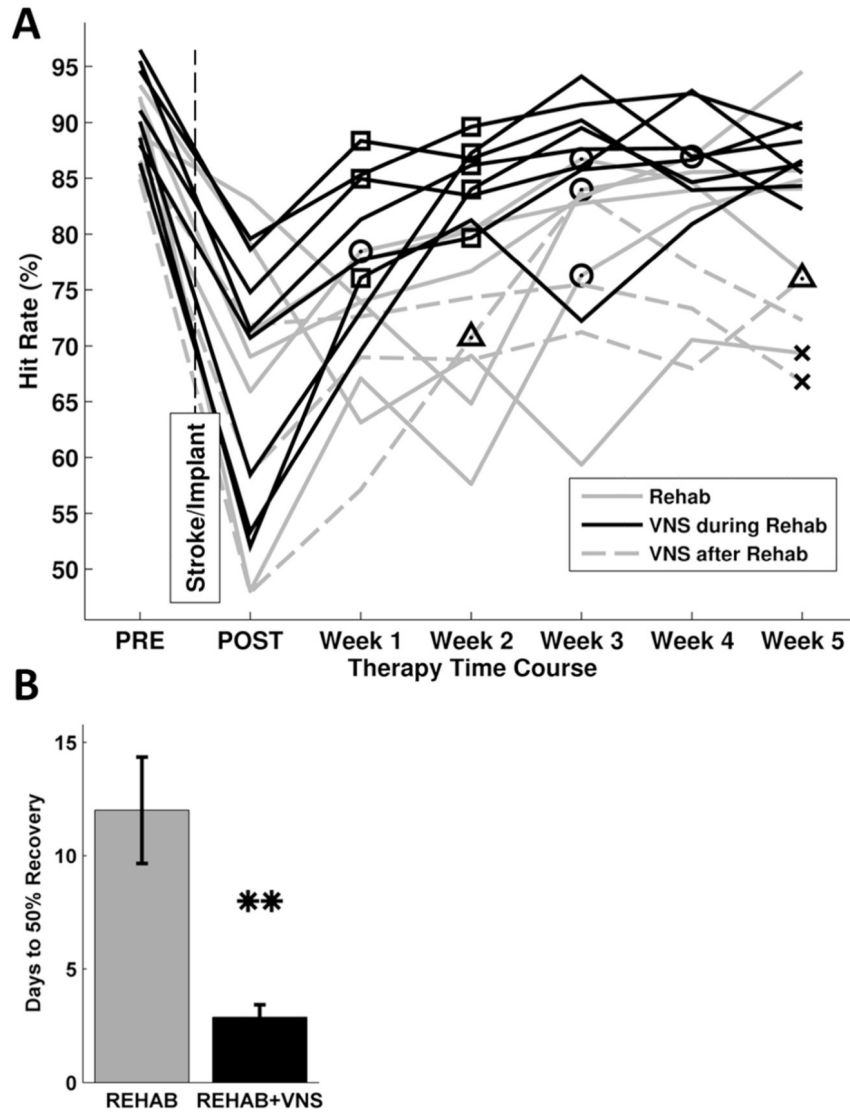 A
Hit Rate (%)
95
90
85
80
75
70
65
60
55
50
Stroke/Implant
Rehab
VNS during Rehab
VNS after Rehab
PRE POST Week 1 Week 2 Week 3 Week 4 Week 5
Therapy Time Course
B
Days to 50% Recovery
15
10
5
0
**
REHAB REHAB+VNS